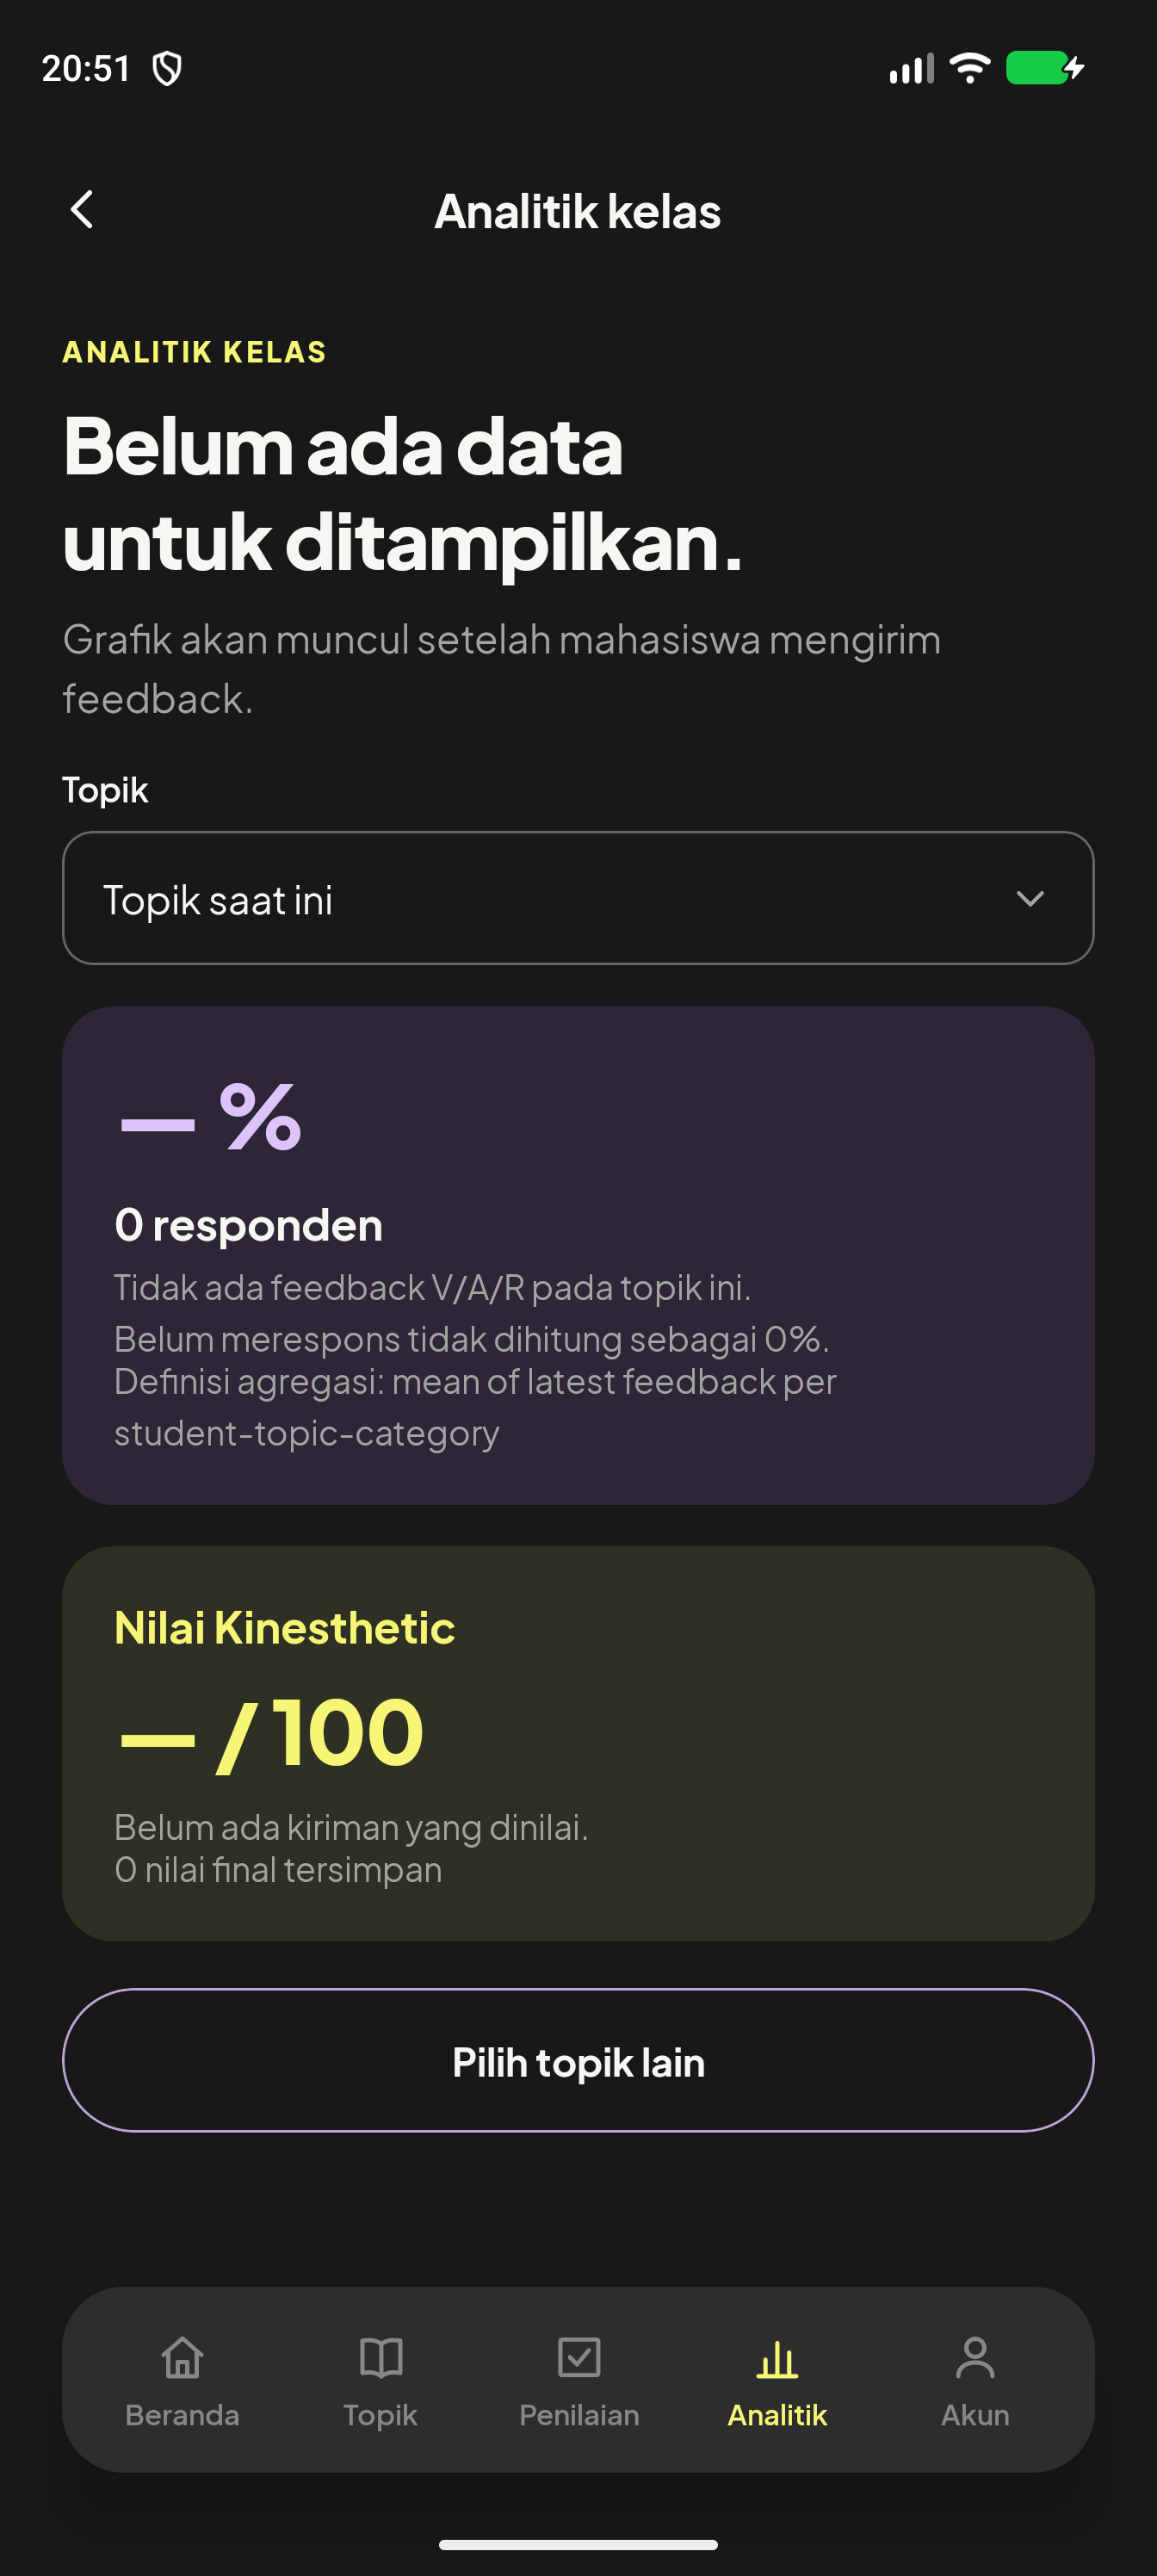 20:51
Analitik kelas
ANALITIK KELAS
Belum ada data
untuk ditampilkan.
Grafik akan muncul setelah mahasiswa mengirim
feedback.
Topik
Topik saat ini
— %
0 responden
Tidak ada feedback V/A/R pada topik ini.
Belum merespons tidak dihitung sebagai 0%.
Definisi agregasi: mean of latest feedback per
student-topic-category
Nilai Kinesthetic
— / 100
Belum ada kiriman yang dinilai.
0 nilai final tersimpan
Pilih topik lain
Beranda Topik Penilaian Analitik Akun